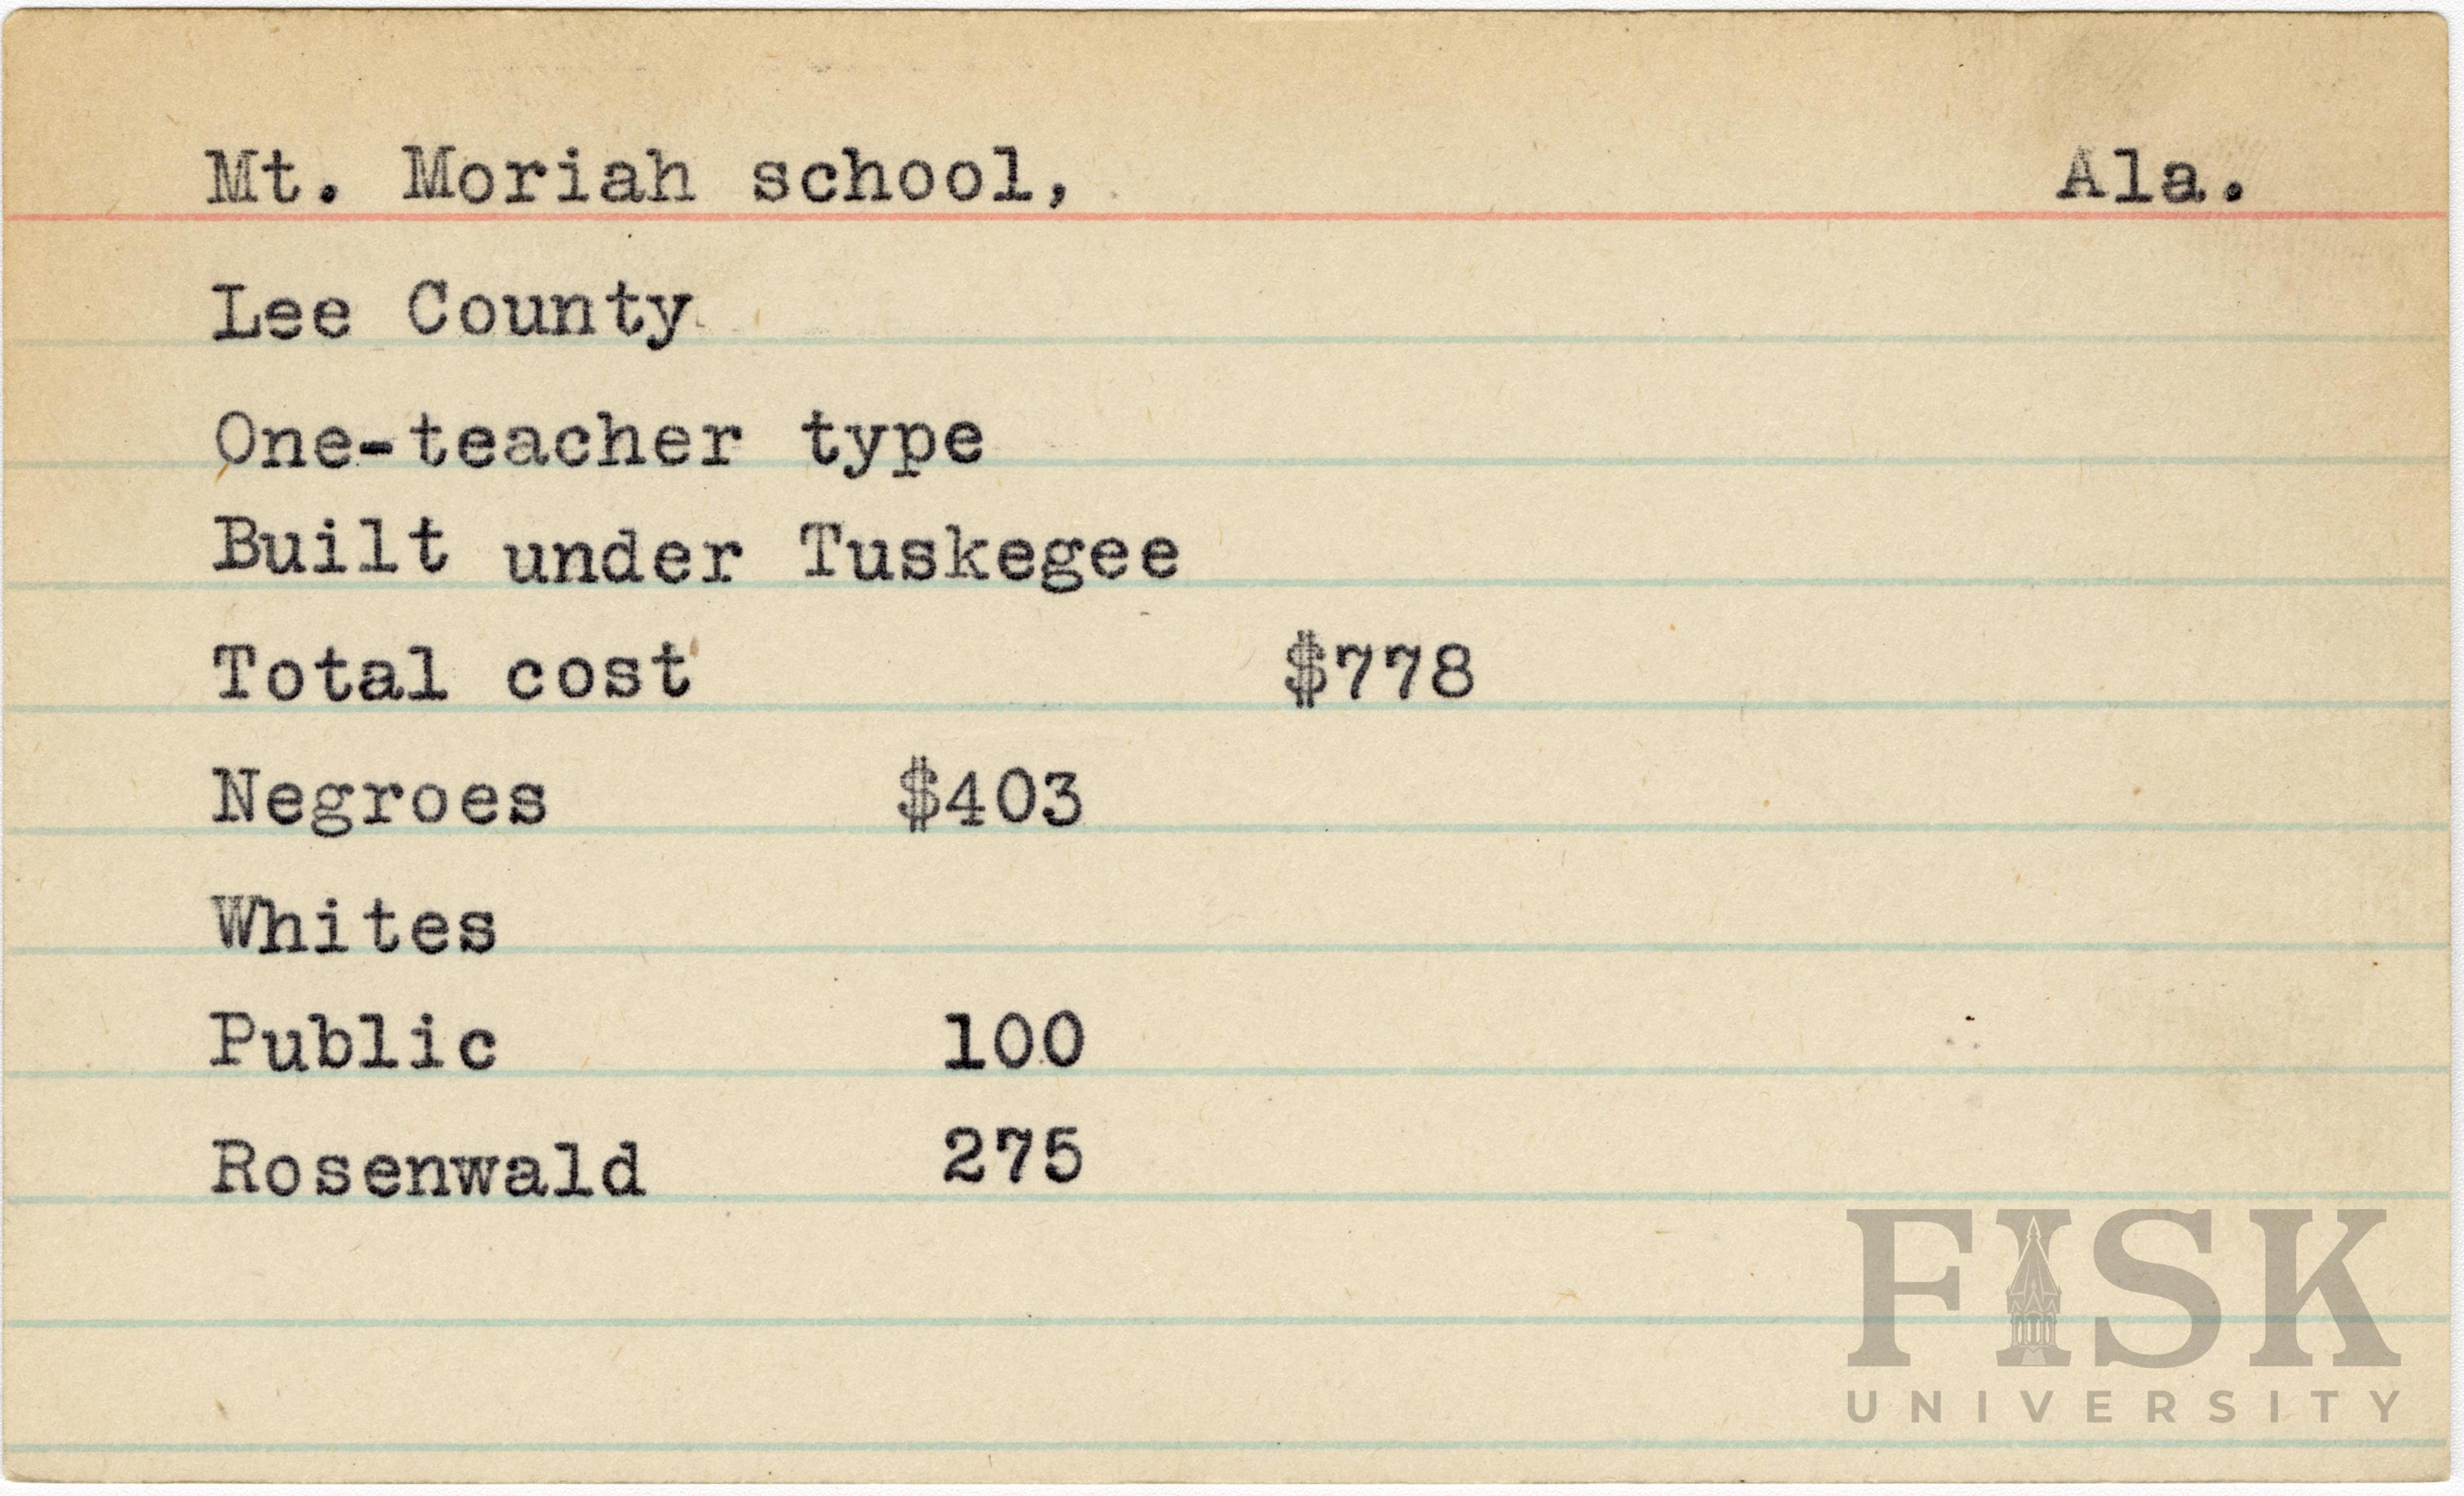 Mt. Moriah school, Ala.
Lee County
One-teacher type
Built under Tuskegee
Total cost $778
Negroes $403
Whites
Public 100
Rosenwald 275
FISK
UNIVERSITY